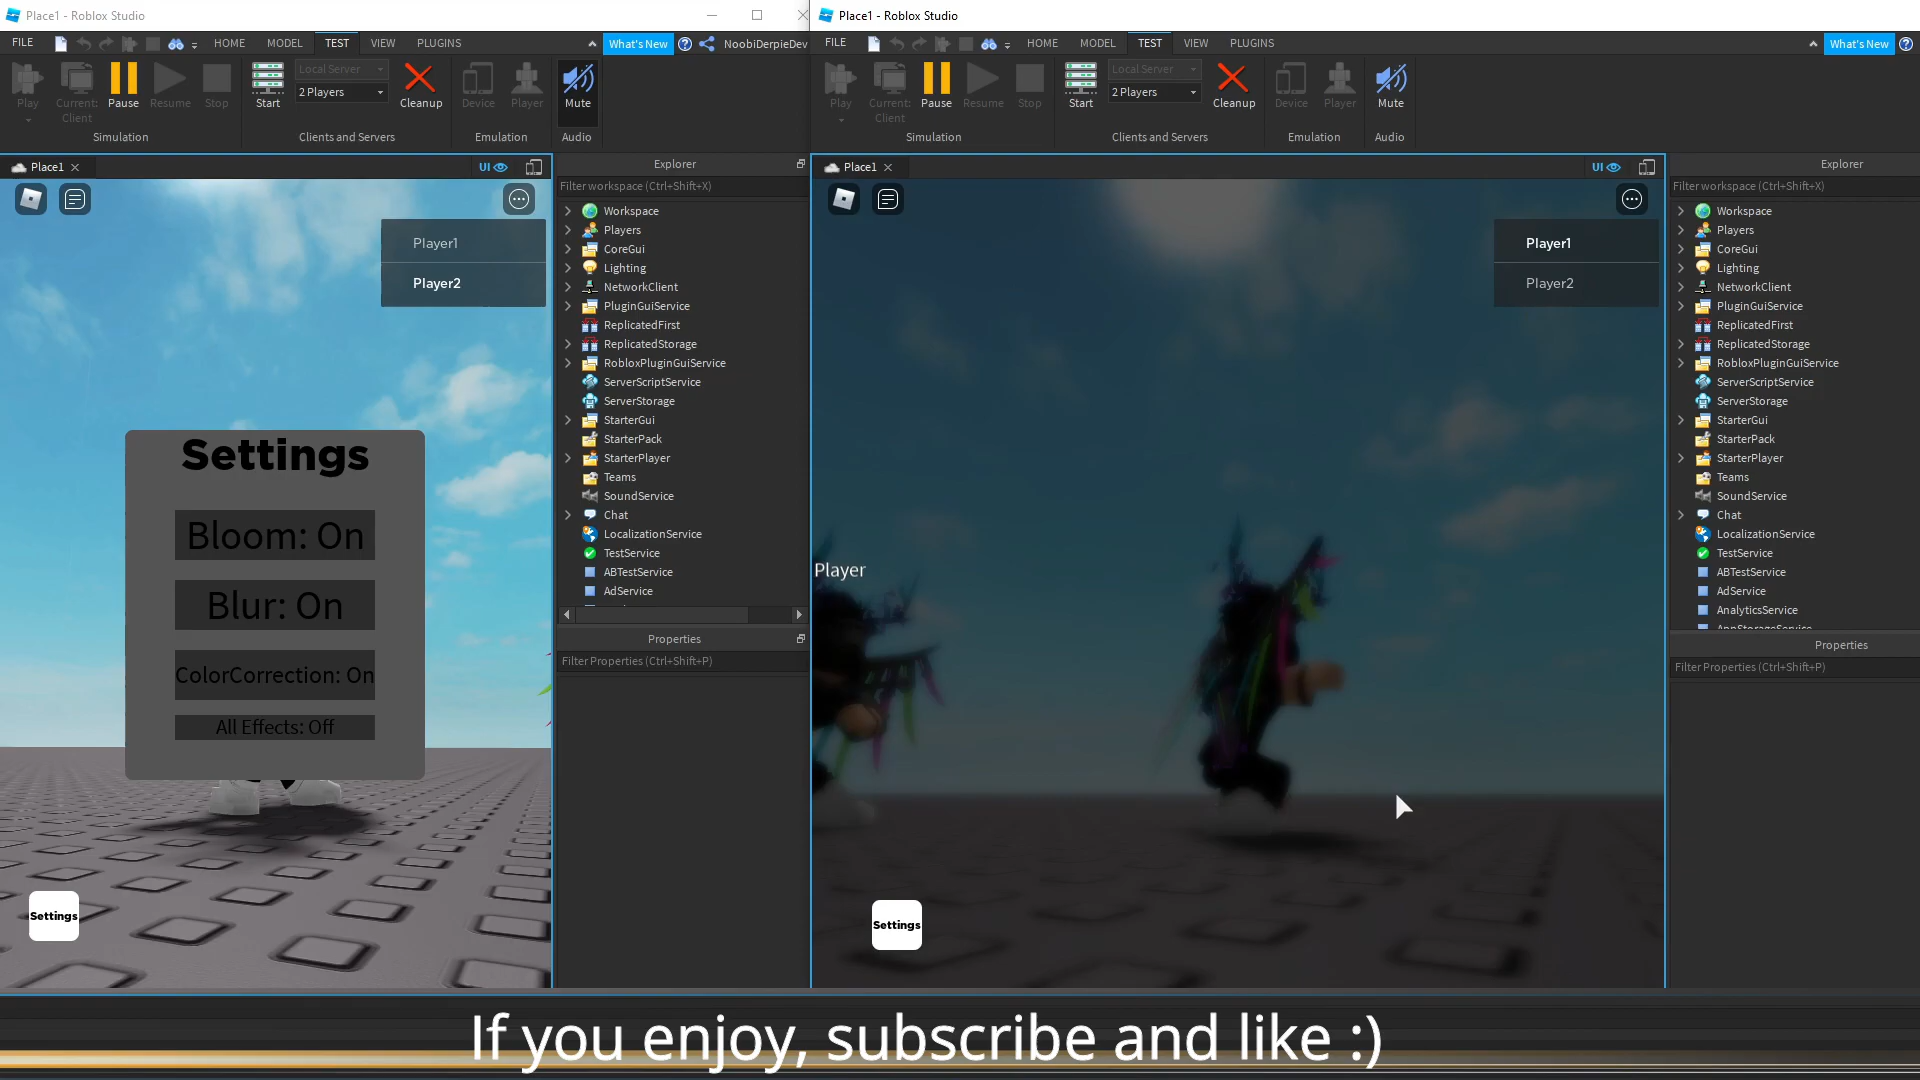 Place1 - Roblox Studio
FILE
HOME
MODEL
TEST
VIEW
PLUGINS
What's New
NoobiDerpieDev
Play
Current:
Client
Pause
Resume
Stop
Start
Local Server
2 Players
Cleanup
Device
Player
Mute
Simulation
Clients and Servers
Emulation
Audio
Place1
UI
Player1
Player2
Settings
Bloom: On
Blur: On
ColorCorrection: On
All Effects: Off
Settings
Explorer
Filter workspace (Ctrl+Shift+X)
Workspace
Players
CoreGui
Lighting
NetworkClient
PluginGuiService
ReplicatedFirst
ReplicatedStorage
RobloxPluginGuiService
ServerScriptService
ServerStorage
StarterGui
StarterPack
StarterPlayer
Teams
SoundService
Chat
LocalizationService
TestService
ABTestService
AdService
Properties
Filter Properties (Ctrl+Shift+P)
Place1 - Roblox Studio
FILE
HOME
MODEL
TEST
VIEW
PLUGINS
What's New
Play
Current:
Client
Pause
Resume
Stop
Start
Local Server
2 Players
Cleanup
Device
Player
Mute
Simulation
Clients and Servers
Emulation
Audio
Place1
UI
Player1
Player2
Player
Settings
Explorer
Filter workspace (Ctrl+Shift+X)
Workspace
Players
CoreGui
Lighting
NetworkClient
PluginGuiService
ReplicatedFirst
ReplicatedStorage
RobloxPluginGuiService
ServerScriptService
ServerStorage
StarterGui
StarterPack
StarterPlayer
Teams
SoundService
Chat
LocalizationService
TestService
ABTestService
AdService
AnalyticsService
AppStorageService
Properties
Filter Properties (Ctrl+Shift+P)
If you enjoy, subscribe and like :)